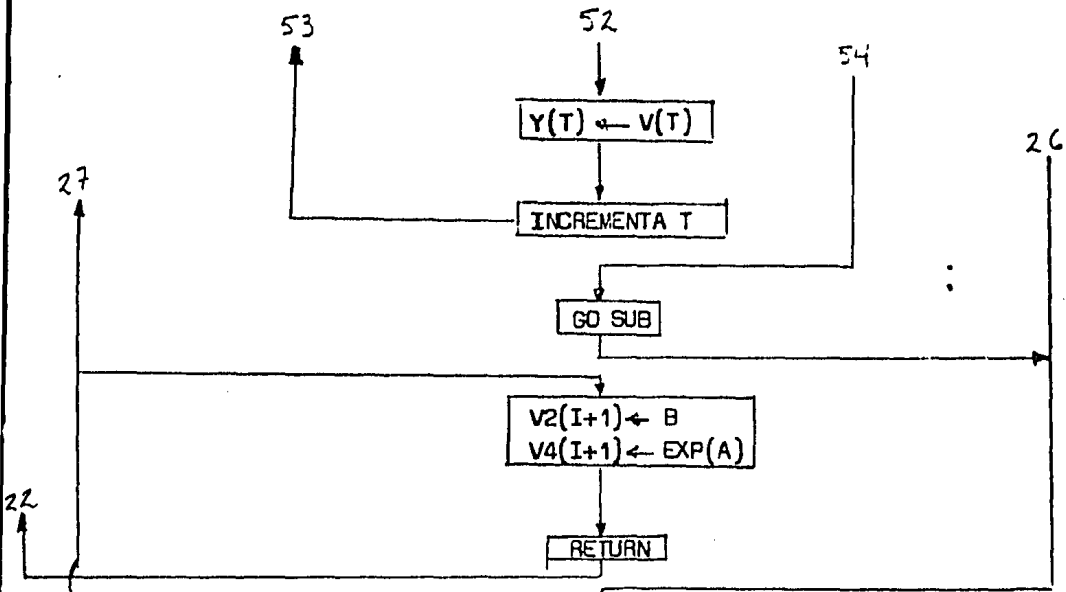 53
52
54
Y(T) ← V(T)
26
27
INCREMENTA T
GO SUB
V2(I+1)← B
V4(I+1)← EXP(A)
22
RETURN